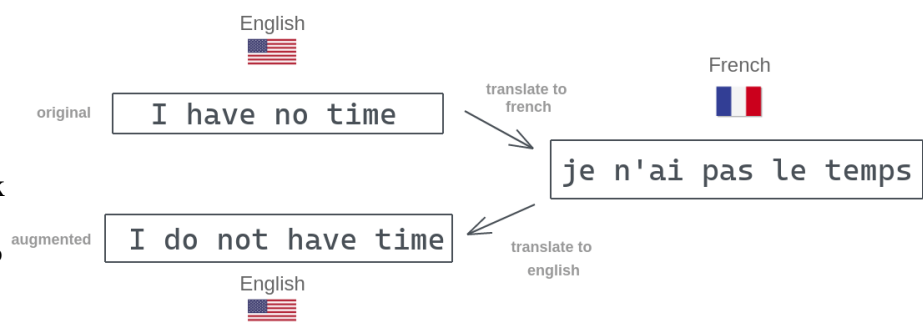 English
French
original
I have no time
translate to
french
je n'ai pas le temps
augmented
I do not have time
translate to
english
English